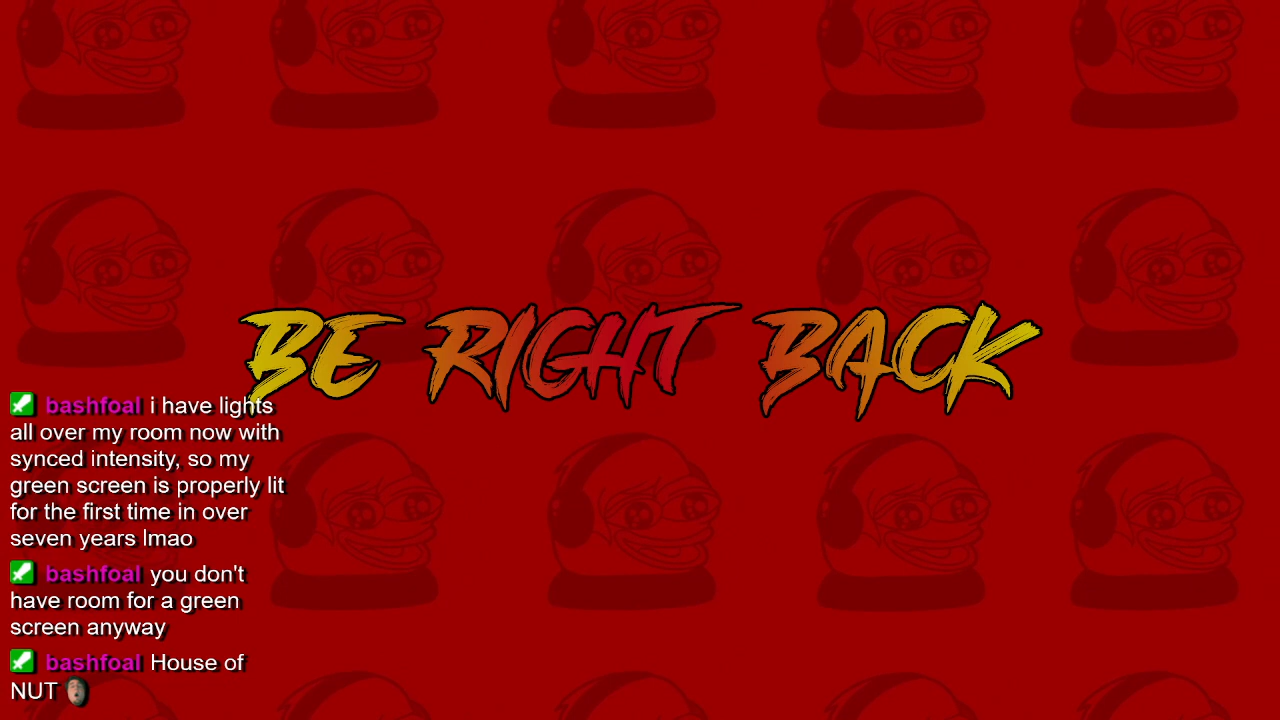 BE RIGHT BACK
bashfoal i have lights
all over my room now with
synced intensity, so my
green screen is properly lit
for the first time in over
seven years lmao
bashfoal you don't
have room for a green
screen anyway
bashfoal House of
NUT